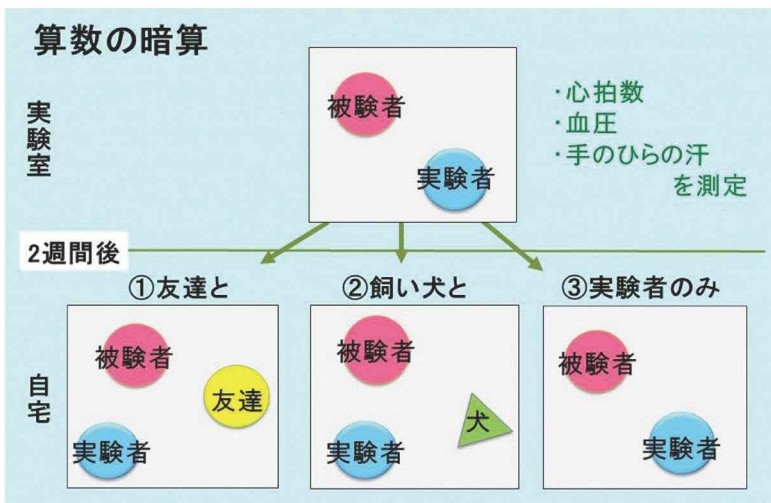 算数の暗算
実験室
被験者
実験者
・心拍数
・血圧
・手のひらの汗
を測定
2週間後
①友達と
②飼い犬と
③実験者のみ
自宅
被験者
友達
実験者
被験者
犬
実験者
被験者
実験者